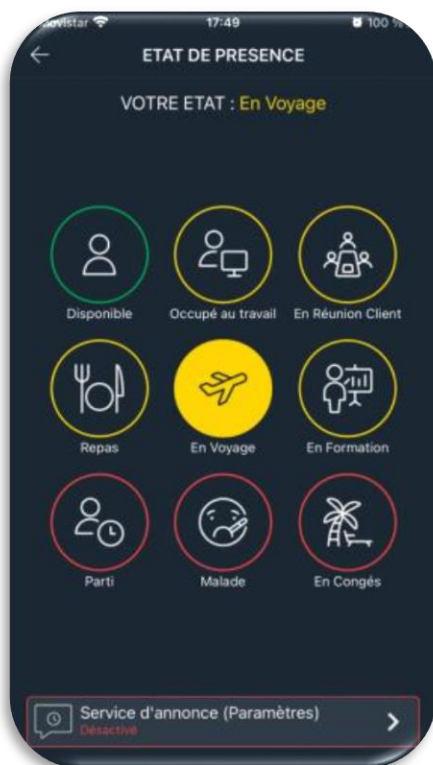 17:49 100 %
ETAT DE PRESENCE
VOTRE ETAT : En Voyage
Disponible Occupé au travail En Réunion Client
Repas En Voyage En Formation
Parti Malade En Congés
Service d'annonce (Paramètres)
Désactivé